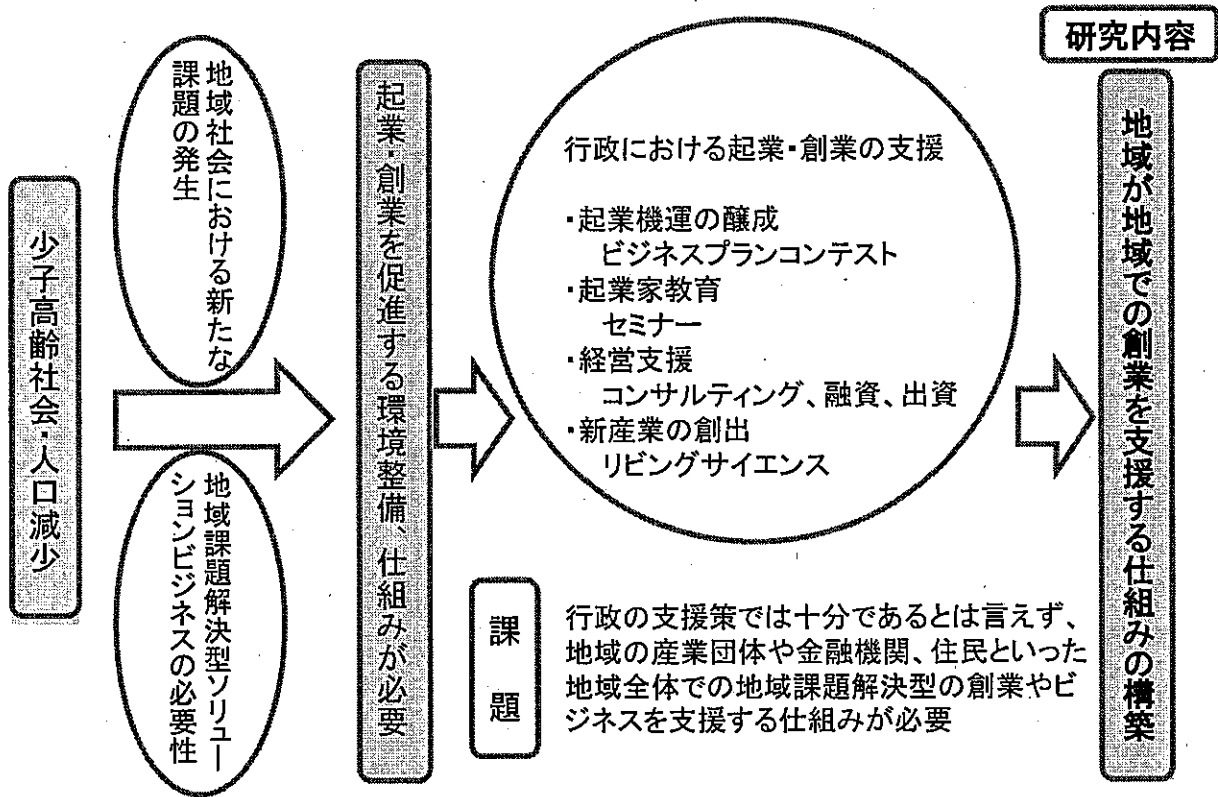 少子高齢社会・人口減少
地域社会における新たな
課題の発生
地域課題解決型ソリュー
ションビジネスの必要性
起業・創業を促進する環境整備、仕組みが必要
行政における起業・創業の支援
・起業機運の醸成
ビジネスプランコンテスト
・起業家教育
セミナー
・経営支援
コンサルティング、融資、出資
・新産業の創出
リビングサイエンス
課題
行政の支援策では十分であるとは言えず、
地域の産業団体や金融機関、住民といった
地域全体での地域課題解決型の創業やビ
ジネスを支援する仕組みが必要
研究内容
地域が地域での創業を支援する仕組みの構築